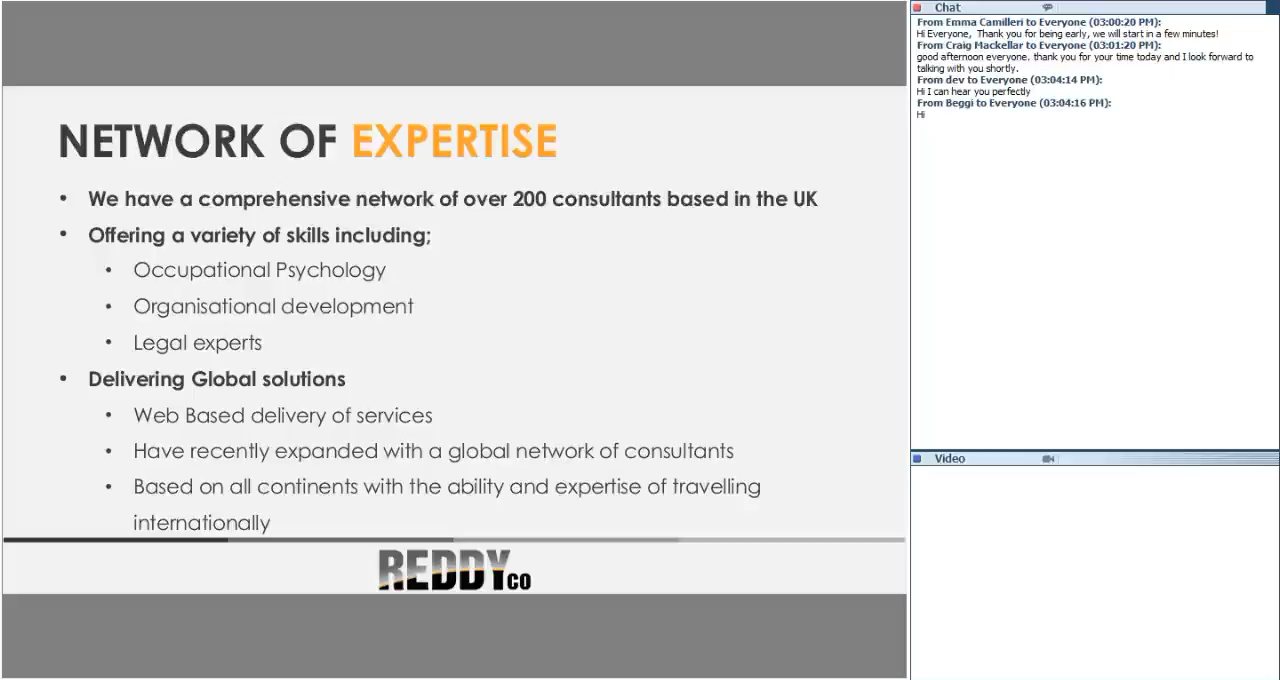 NETWORK OF EXPERTISE
• We have a comprehensive network of over 200 consultants based in the UK
• Offering a variety of skills including;
• Occupational Psychology
• Organisational development
• Legal experts
• Delivering Global solutions
• Web Based delivery of services
• Have recently expanded with a global network of consultants
• Based on all continents with the ability and expertise of travelling
internationally
REDDYCO
Chat
From Emma Camilleri to Everyone (03:00:20 PM):
Hi Everyone, Thank you for being early, we will start in a few minutes!
From Craig Mackellar to Everyone (03:01:20 PM):
good afternoon everyone. thank you for your time today and I look forward to
talking with you shortly.
From dev to Everyone (03:04:14 PM):
Hi I can hear you perfectly
From Beggi to Everyone (03:04:16 PM):
Hi
Video